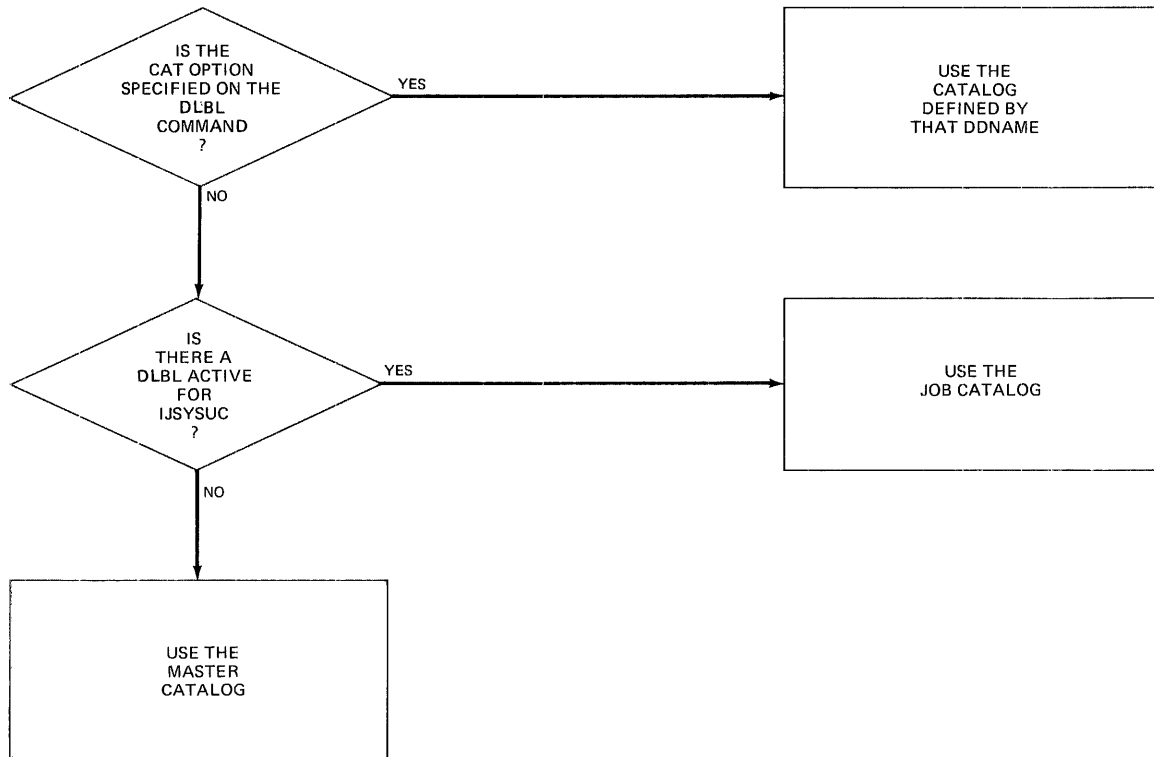 IS THE
CAT OPTION
SPECIFIED ON THE
DLBL
COMMAND
?
YES
USE THE
CATALOG
DEFINED BY
THAT DDNAME
NO
IS
THERE A
DLBL ACTIVE
FOR
IJSYSUC
?
YES
USE THE
JOB CATALOG
NO
USE THE
MASTER
CATALOG